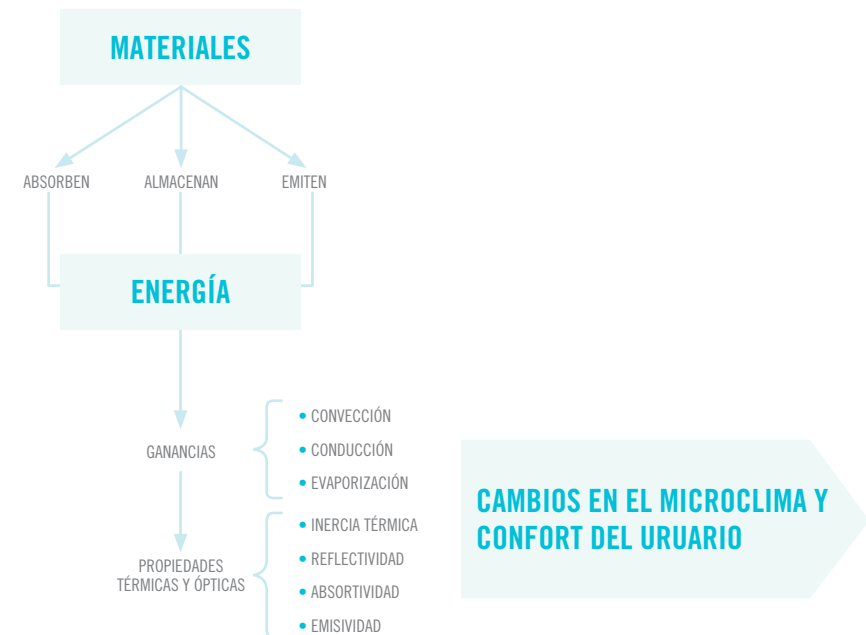 MATERIALES
ABSORBEN
ALMACENAN
EMITEN
ENERGÍA
GANANCIAS
• CONVECCIÓN
• CONDUCCIÓN
• EVAPORIZACIÓN
PROPIEDADES
TÉRMICAS Y ÓPTICAS
• INERCIA TÉRMICA
• REFLECTIVIDAD
• ABSORTIVIDAD
• EMISIVIDAD
CAMBIOS EN EL MICROCLIMA Y
CONFORT DEL URUARIO